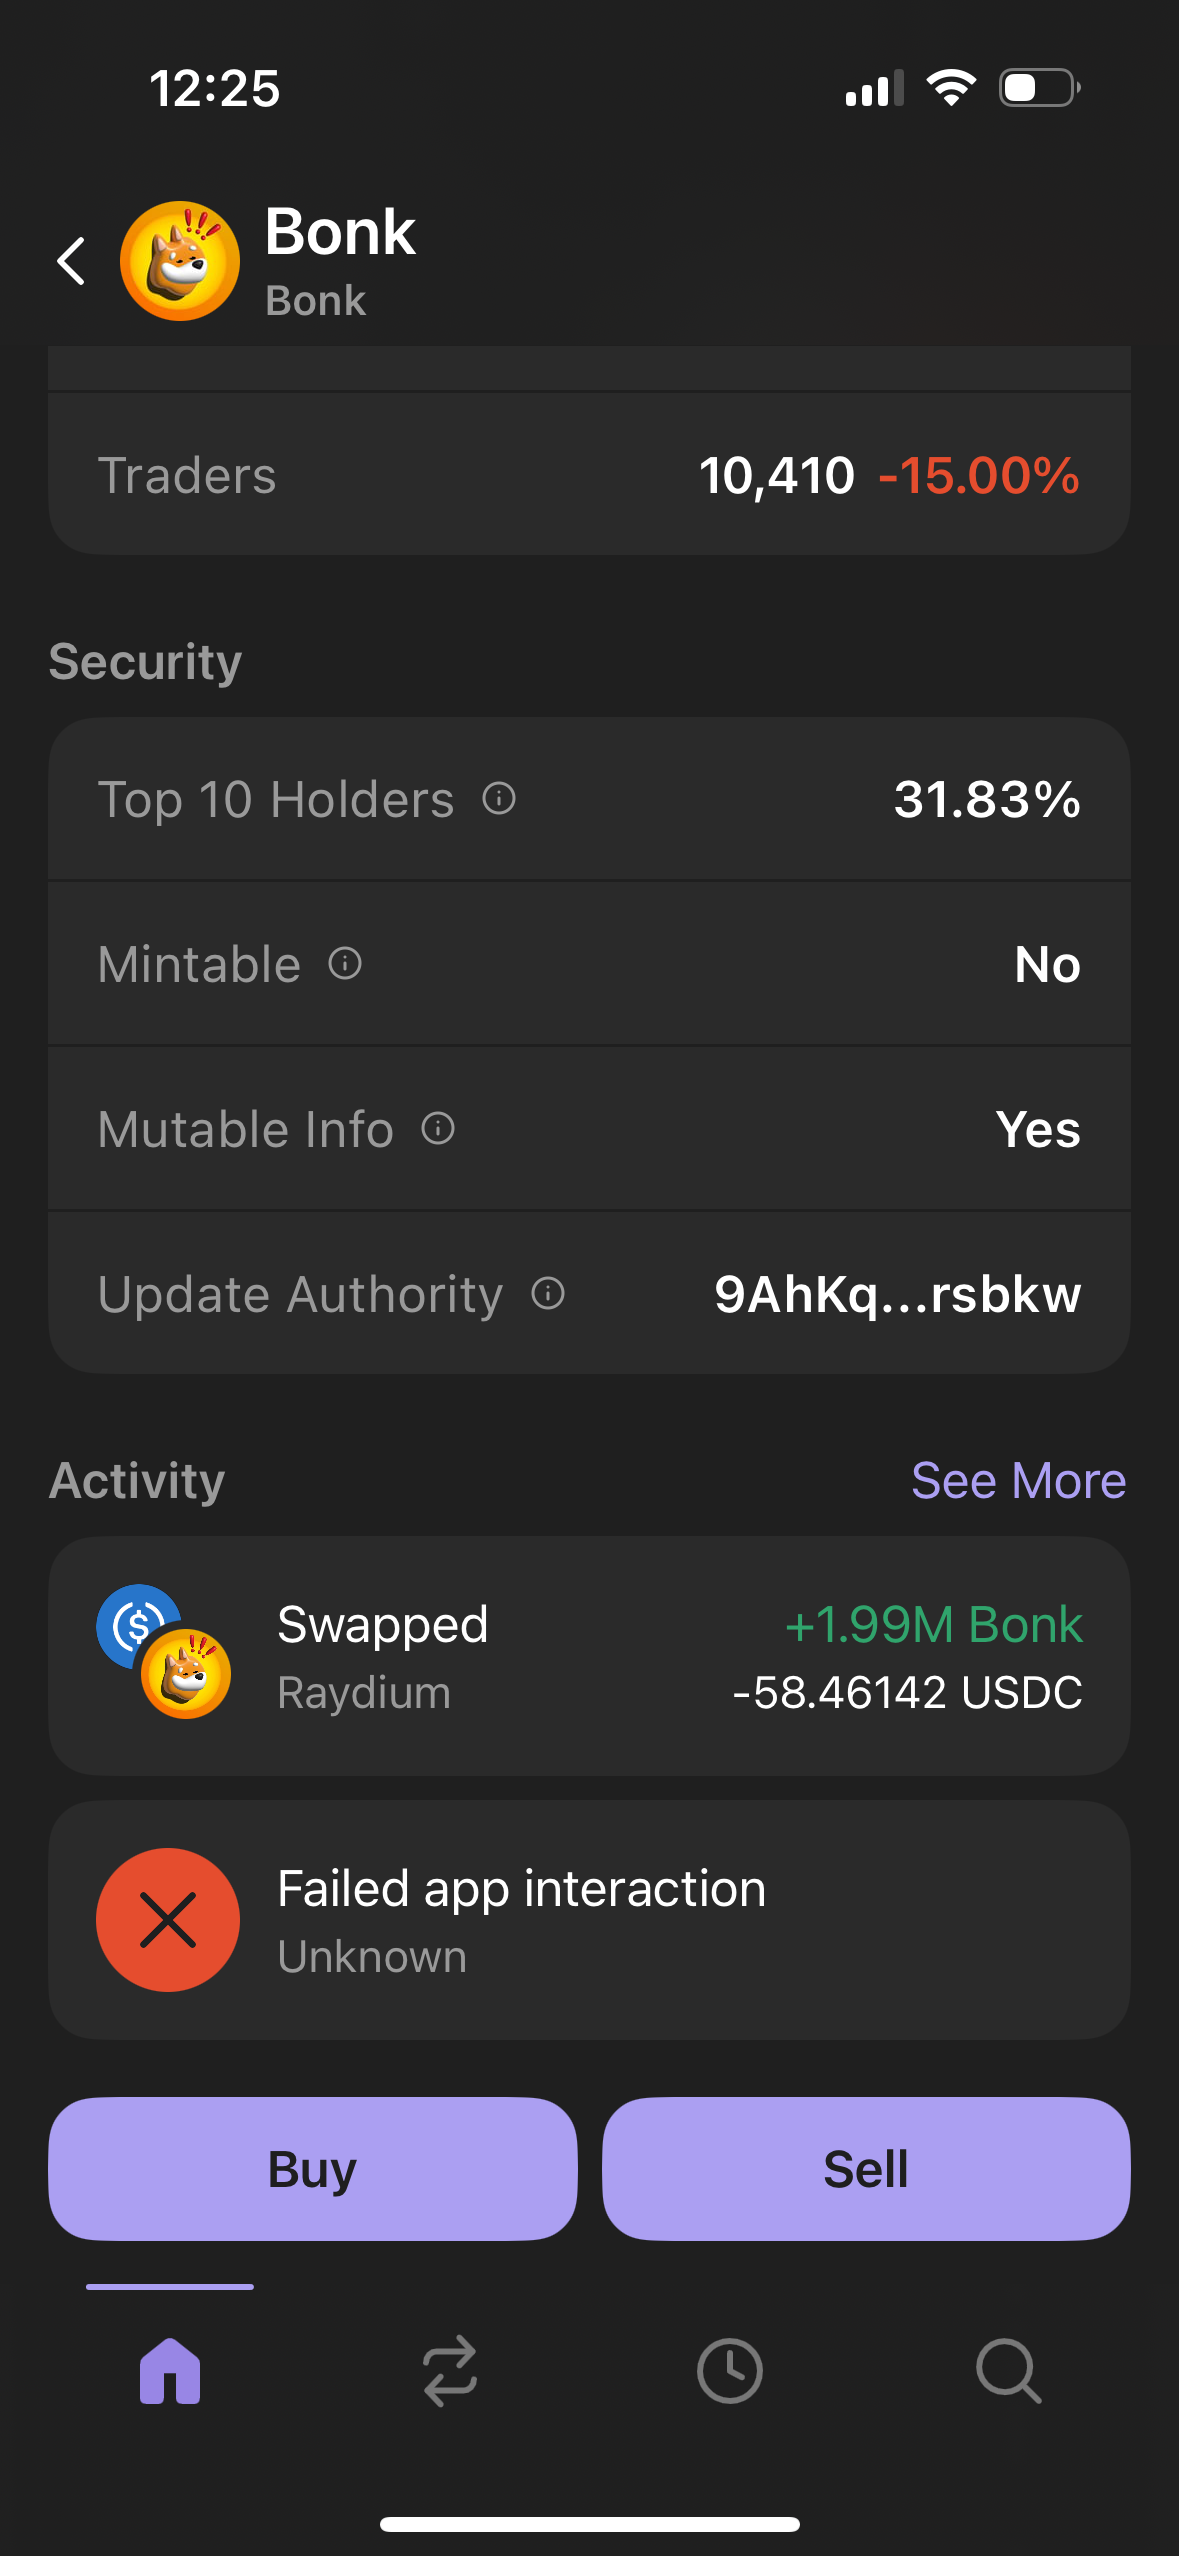 12:25
Bonk
Bonk
Traders 10,410 -15.00%
Security
Top 10 Holders 31.83%
Mintable No
Mutable Info Yes
Update Authority 9AhKq...rsbkw
Activity See More
Swapped +1.99M Bonk
Raydium -58.46142 USDC
Failed app interaction
Unknown
Buy Sell